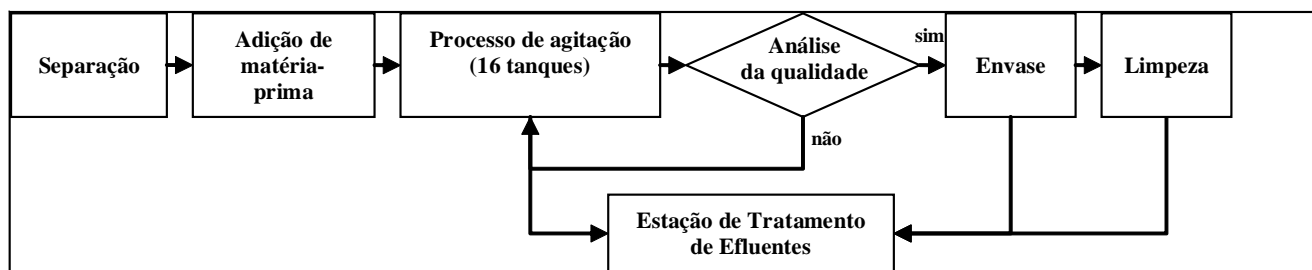 Separação
Adição de
matéria-
prima
Processo de agitação
(16 tanques)
Análise
da qualidade
sim
não
Envase
Limpeza
Estação de Tratamento
de Efluentes